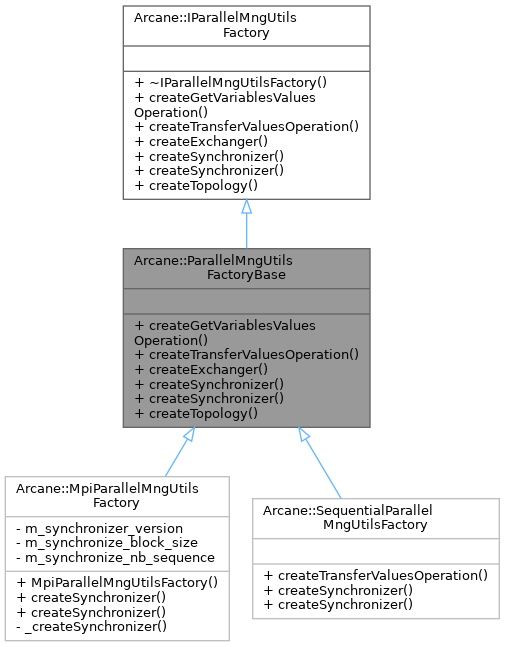 Arcane::IParallelMngUtils
Factory
+ ~IParallelMngUtilsFactory()
+ createGetVariablesValues
Operation()
+ createTransferValuesOperation()
+ createExchanger()
+ createSynchronizer()
+ createSynchronizer()
+ createTopology()
Arcane::ParallelMngUtils
FactoryBase
+ createGetVariablesValues
Operation()
+ createTransferValuesOperation()
+ createExchanger()
+ createSynchronizer()
+ createSynchronizer()
+ createTopology()
Arcane::MpiParallelMngUtils
Factory
- m_synchronizer_version
- m_synchronize_block_size
- m_synchronize_nb_sequence
+ MpiParallelMngUtilsFactory()
+ createSynchronizer()
+ createSynchronizer()
- _createSynchronizer()
Arcane::SequentialParallel
MngUtilsFactory
+ createTransferValuesOperation()
+ createSynchronizer()
+ createSynchronizer()